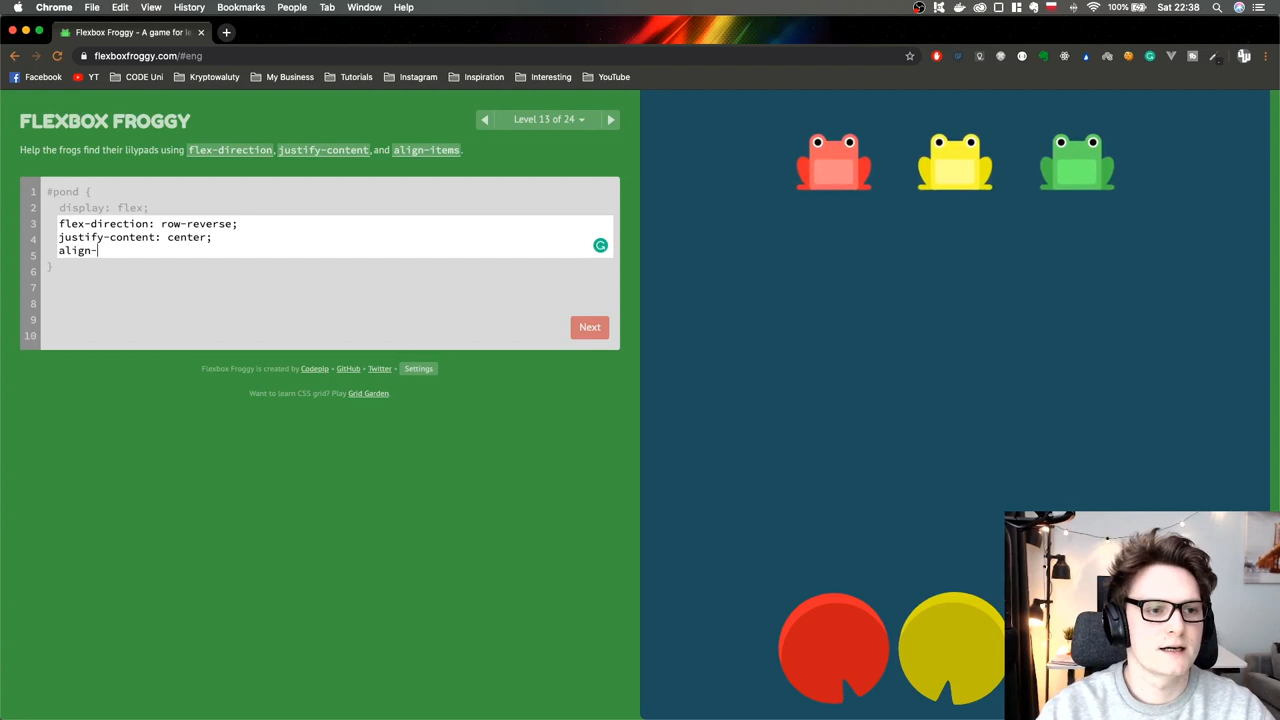 Chrome File Edit View History Bookmarks People Tab Window Help
100% Sat 22:38
Flexbox Froggy - A game for le
flexboxfroggy.com/#eng
Facebook YT CODE Uni Kryptowaluty My Business Tutorials Instagram Inspiration Interesting YouTube
FLEXBOX FROGGY
Level 13 of 24
Help the frogs find their lilypads using flex-direction, justify-content, and align-items.
1 #pond {
2 display: flex;
3 flex-direction: row-reverse;
4 justify-content: center;
5 align-
6 }
7
8
9
10
Next
Flexbox Froggy is created by Codepip • GitHub • Twitter • Settings
Want to learn CSS grid? Play Grid Garden.